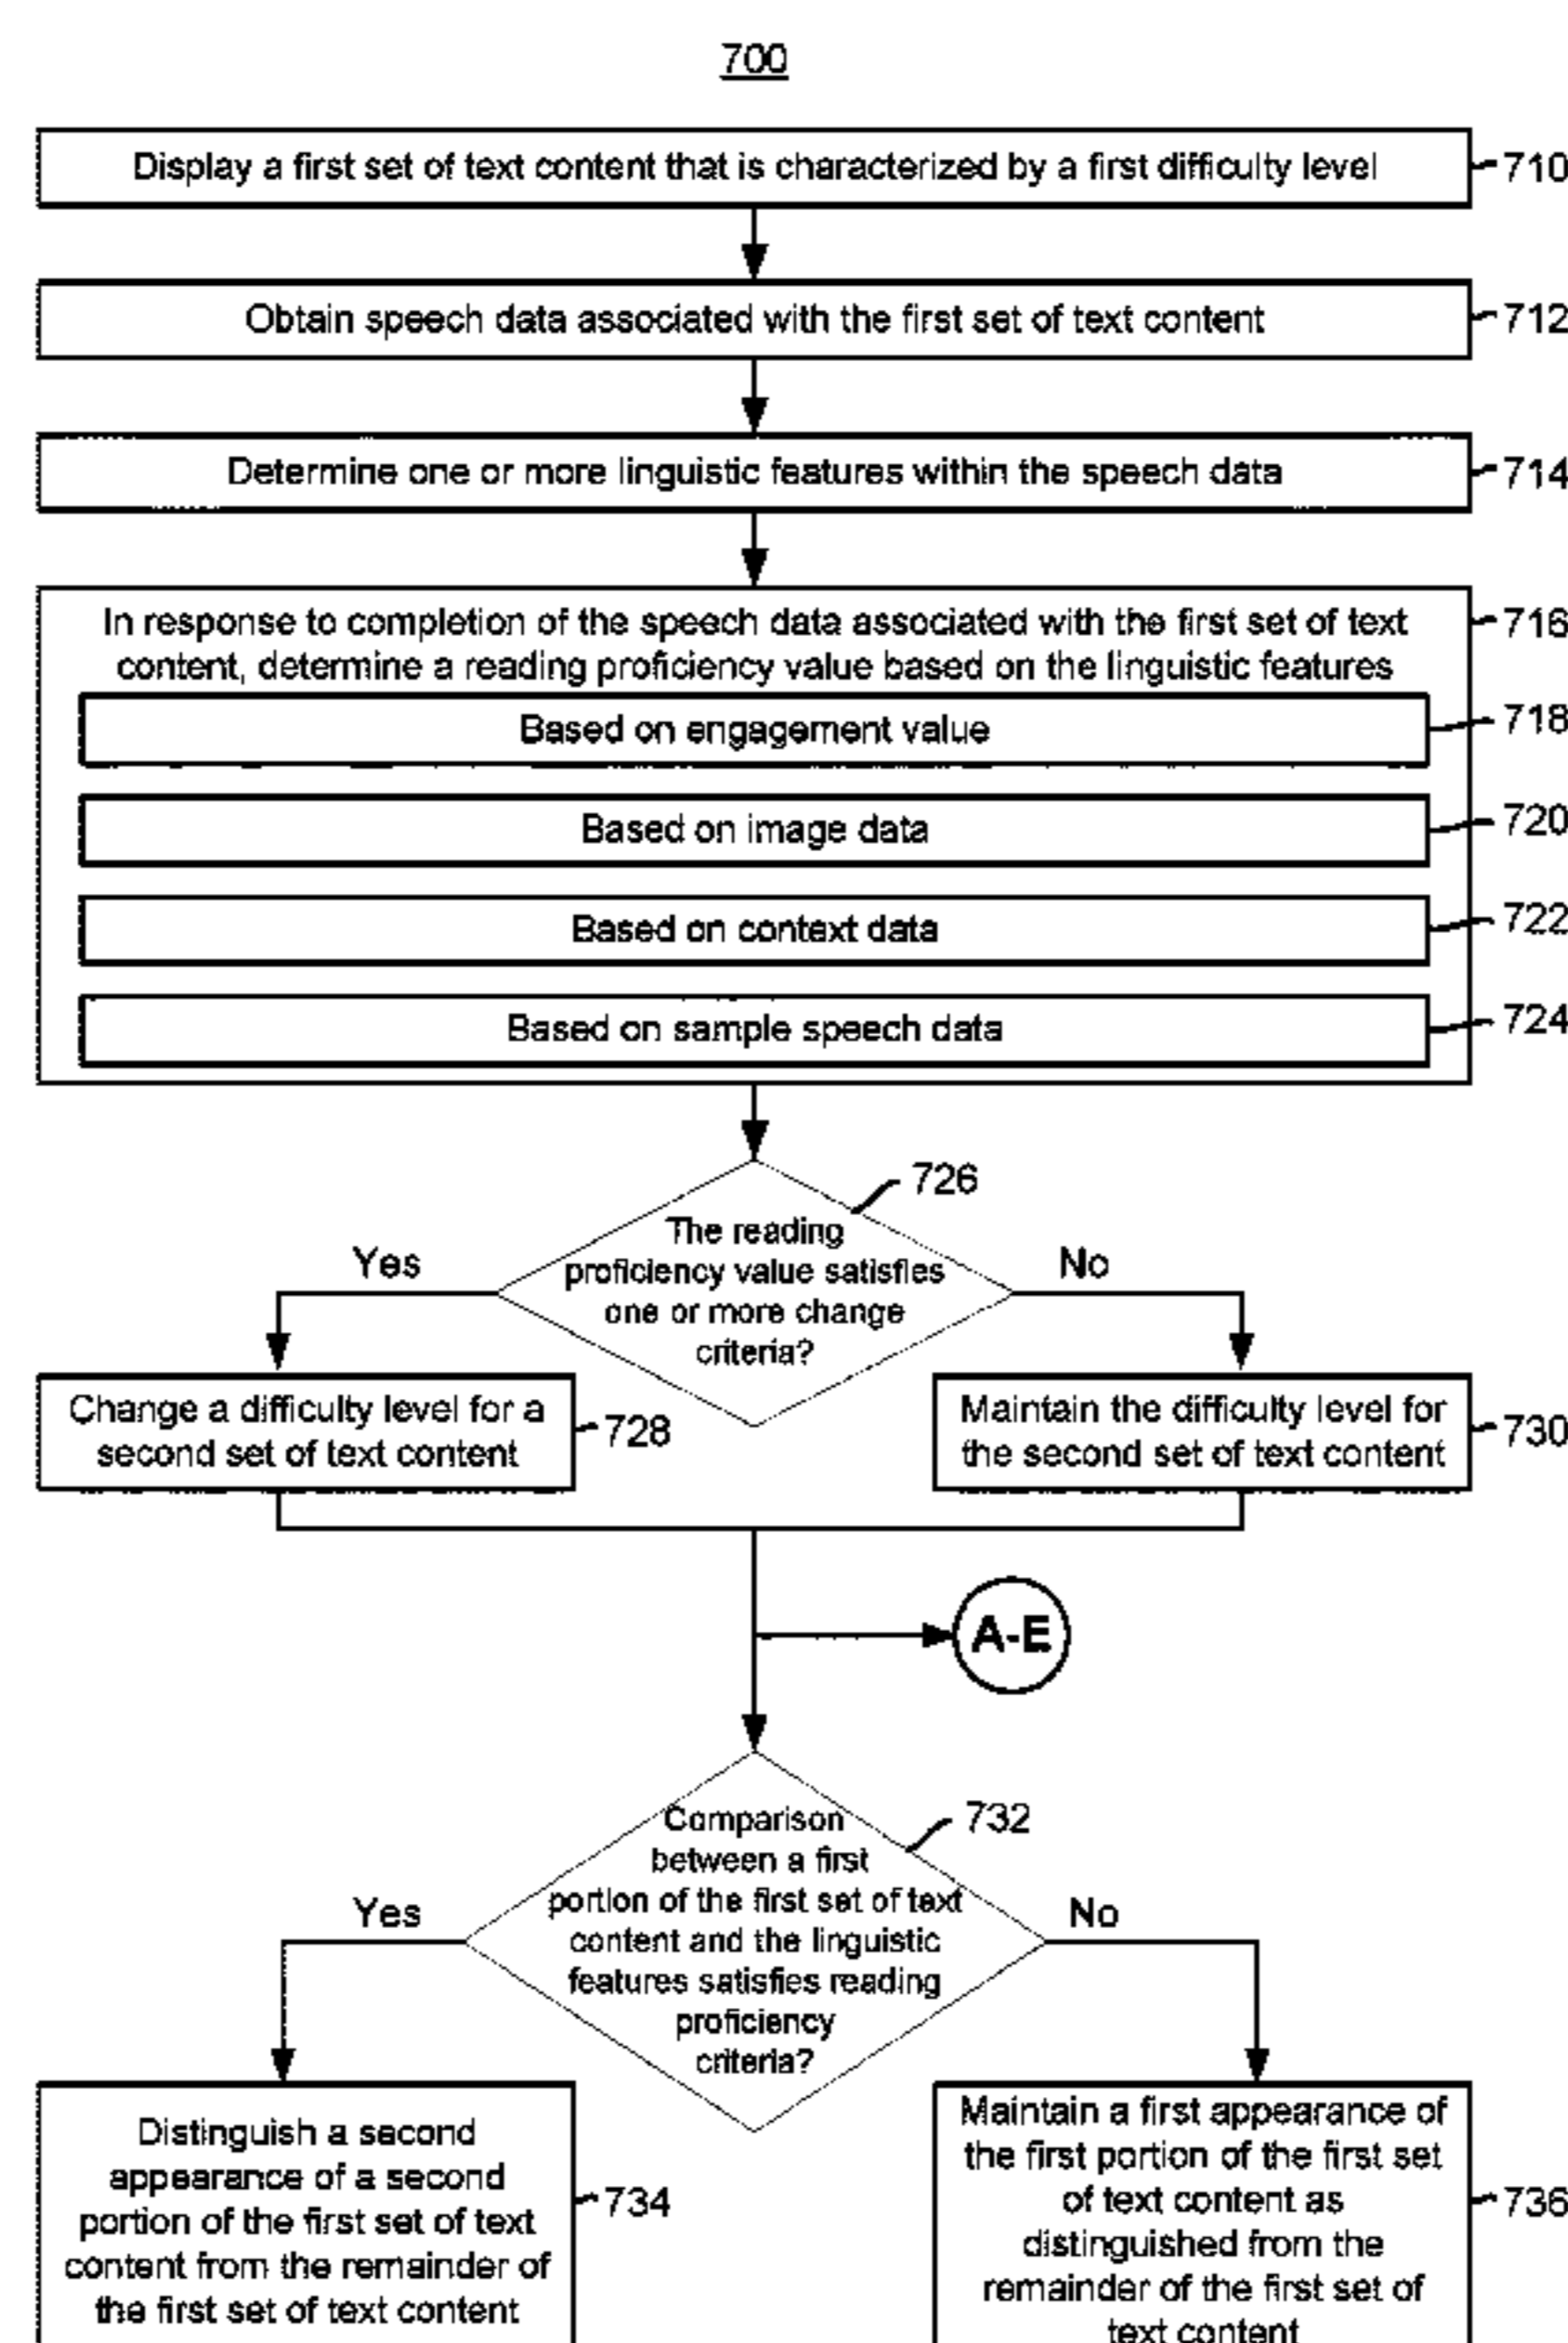 700
Display a first set of text content that is characterized by a first difficulty level
710
Obtain speech data associated with the first set of text content
712
Determine one or more linguistic features within the speech data
714
In response to completion of the speech data associated with the first set of text
content, determine a reading proficiency value based on the linguistic features
716
Based on engagement value
718
Based on image data
720
Based on context data
722
Based on sample speech data
724
726
The reading
proficiency value satisfies
one or more change
criteria?
Yes
No
Change a difficulty level for a
second set of text content
728
Maintain the difficulty level for
the second set of text content
730
A-E
732
Comparison
between a first
portion of the first set of text
content and the linguistic
features satisfies reading
proficiency
criteria?
Yes
No
Distinguish a second
appearance of a second
portion of the first set of text
content from the remainder of
the first set of text content
734
Maintain a first appearance of
the first portion of the first set
of text content as
distinguished from the
remainder of the first set of
text content
736